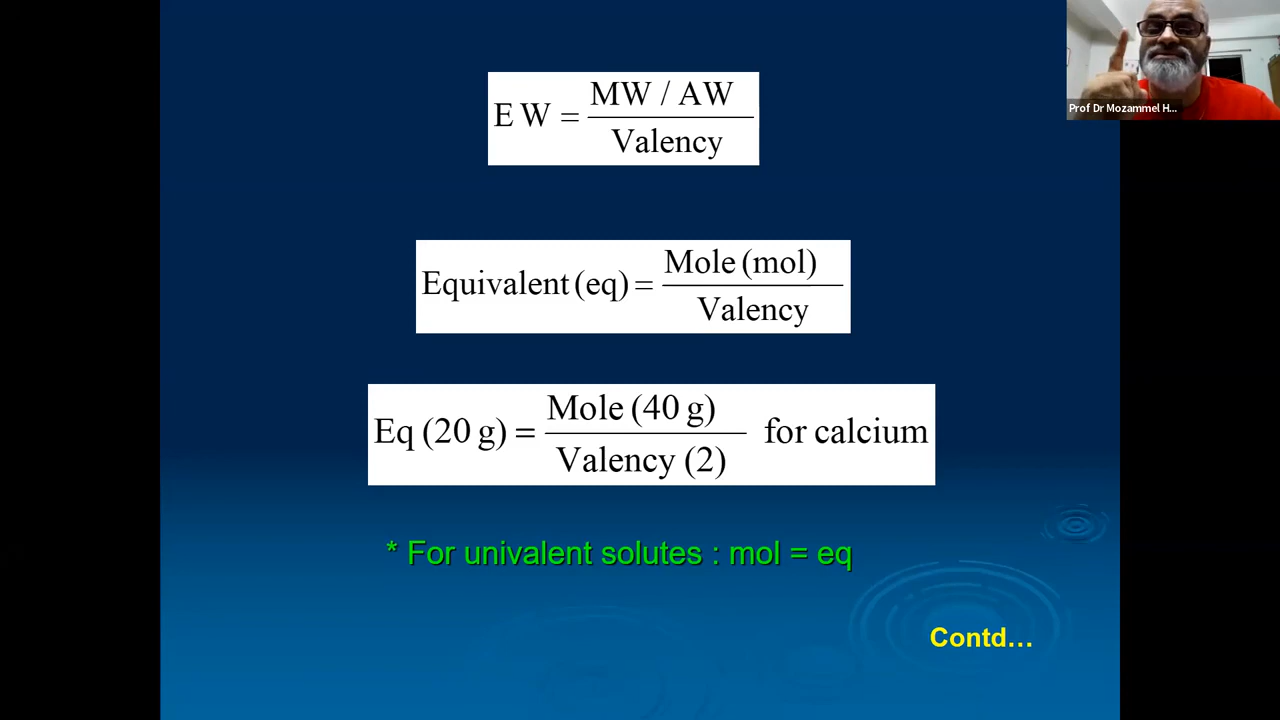 E W = MW / AW / Valency
Equivalent (eq) = Mole (mol) / Valency
Eq (20 g) = Mole (40 g) / Valency (2) for calcium
* For univalent solutes : mol = eq
Contd...
Prof Dr Mozammel H...